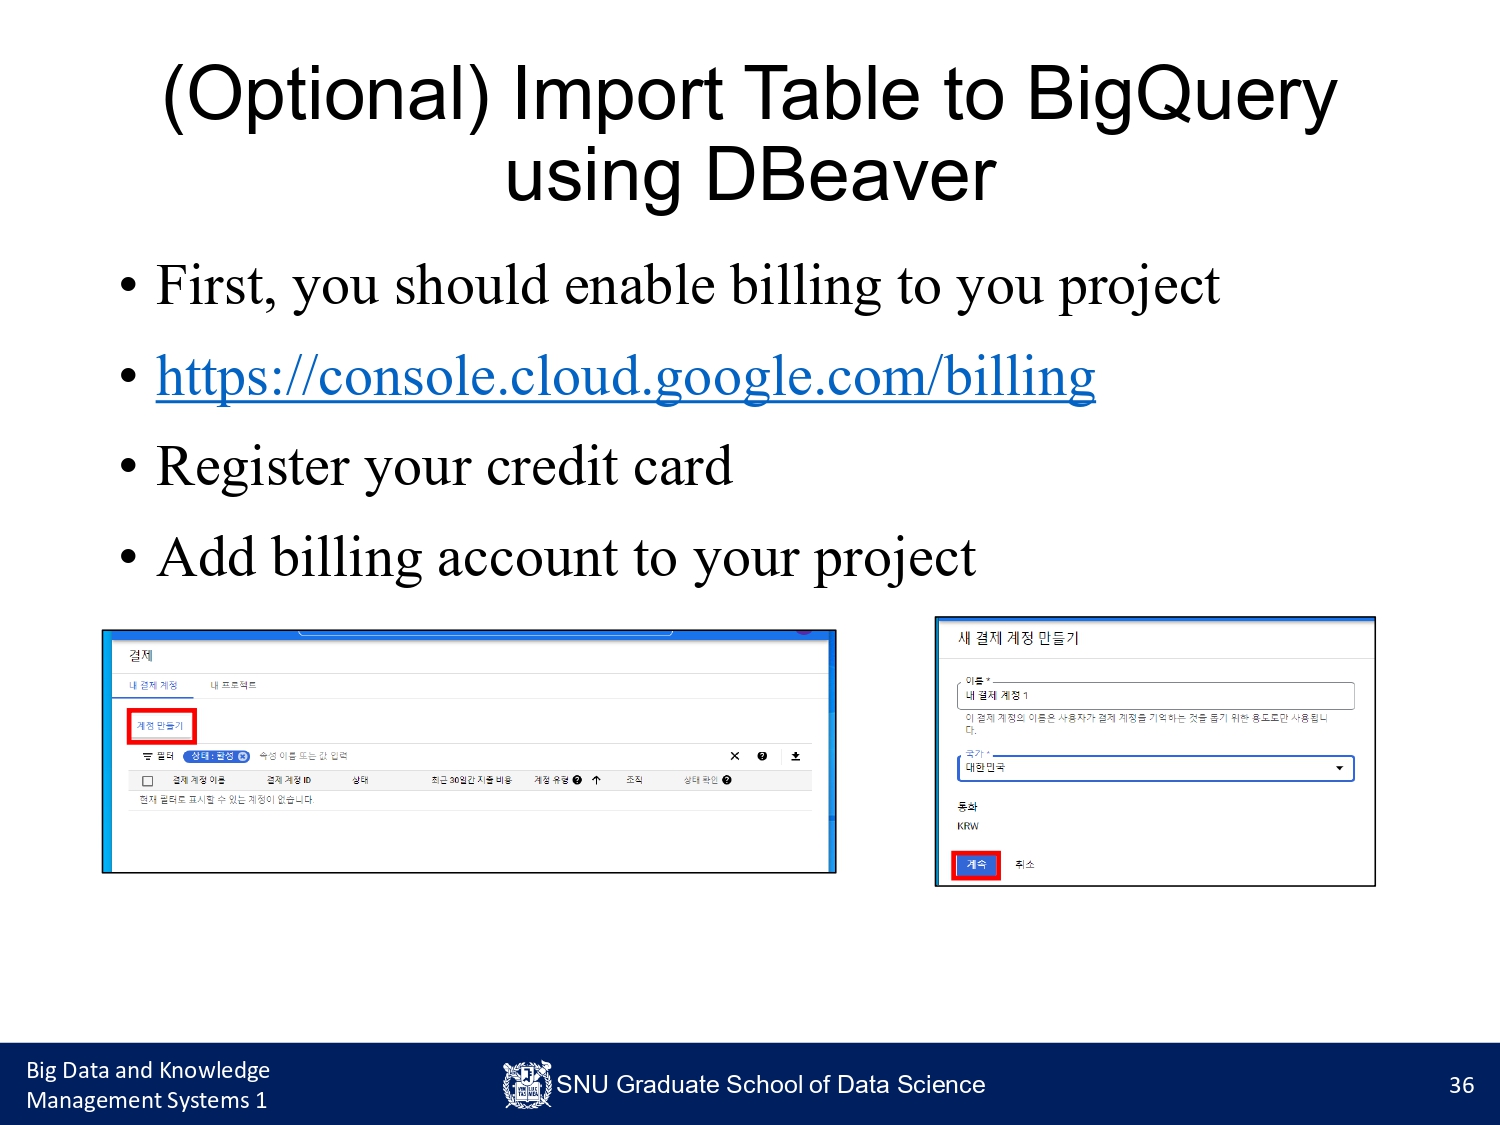 (Optional) Import Table to BigQuery
using DBeaver
• First, you should enable billing to you project
• https://console.cloud.google.com/billing
• Register your credit card
• Add billing account to your project
결제
내 결제 계정 내 프로젝트
계정 만들기
필터 상태 : 활성 속성 이름 또는 값 입력
결제 계정 이름 결제 계정 ID 상태 최근 30일간 지출 비용 계정 유형 조직 상태 확인
현재 필터로 표시할 수 있는 계정이 없습니다.
새 결제 계정 만들기
이름 *
내 결제 계정 1
이 결제 계정의 이름은 사용자가 결제 계정을 기억하는 것을 돕기 위한 용도로만 사용됩니
다.
국가 *
대한민국
통화
KRW
계속 취소
Big Data and Knowledge
Management Systems 1
SNU Graduate School of Data Science
36